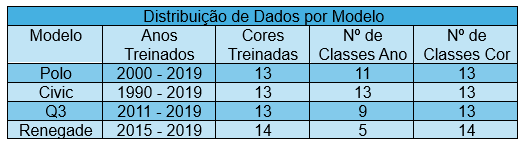 Distribuição de Dados por Modelo
Modelo Anos Treinados Cores Treinadas Nº de Classes Ano Nº de Classes Cor
Polo 2000 - 2019 13 11 13
Civic 1990 - 2019 13 13 13
Q3 2011 - 2019 13 9 13
Renegade 2015 - 2019 14 5 14